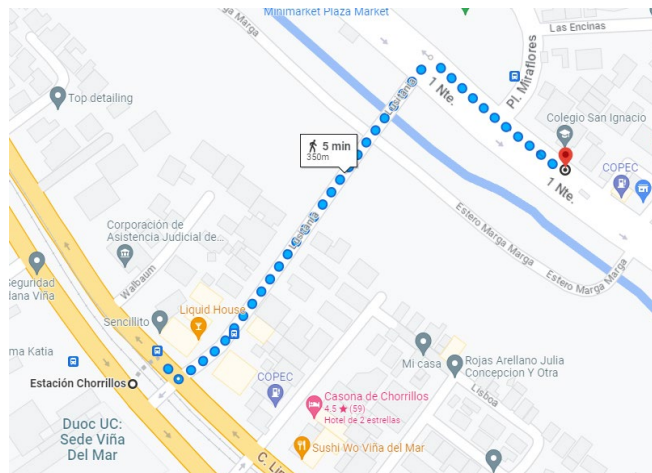 Minimarket Plaza Market
Las Encinas
Marga Marga
Pl. Miraflores
Top detailing
1 Nte.
Lusitania
Colegio San Ignacio
5 min
350m
COPEC
1 Nte.
Estero Marga Marga
Corporación de
Asistencia Judicial de...
Lusitania
Estero Marga Marga
Walbaum
Seguridad
Liquid House
Sencillito
Mi casa
Rojas Arellano Julia
Concepcion Y Otra
Estación Chorrillos
COPEC
Lisboa
Casona de Chorrillos
4,5 ★ (59)
Hotel de 2 estrellas
Duoc UC:
Sede Viña
Del Mar
Sushi Wo Viña del Mar